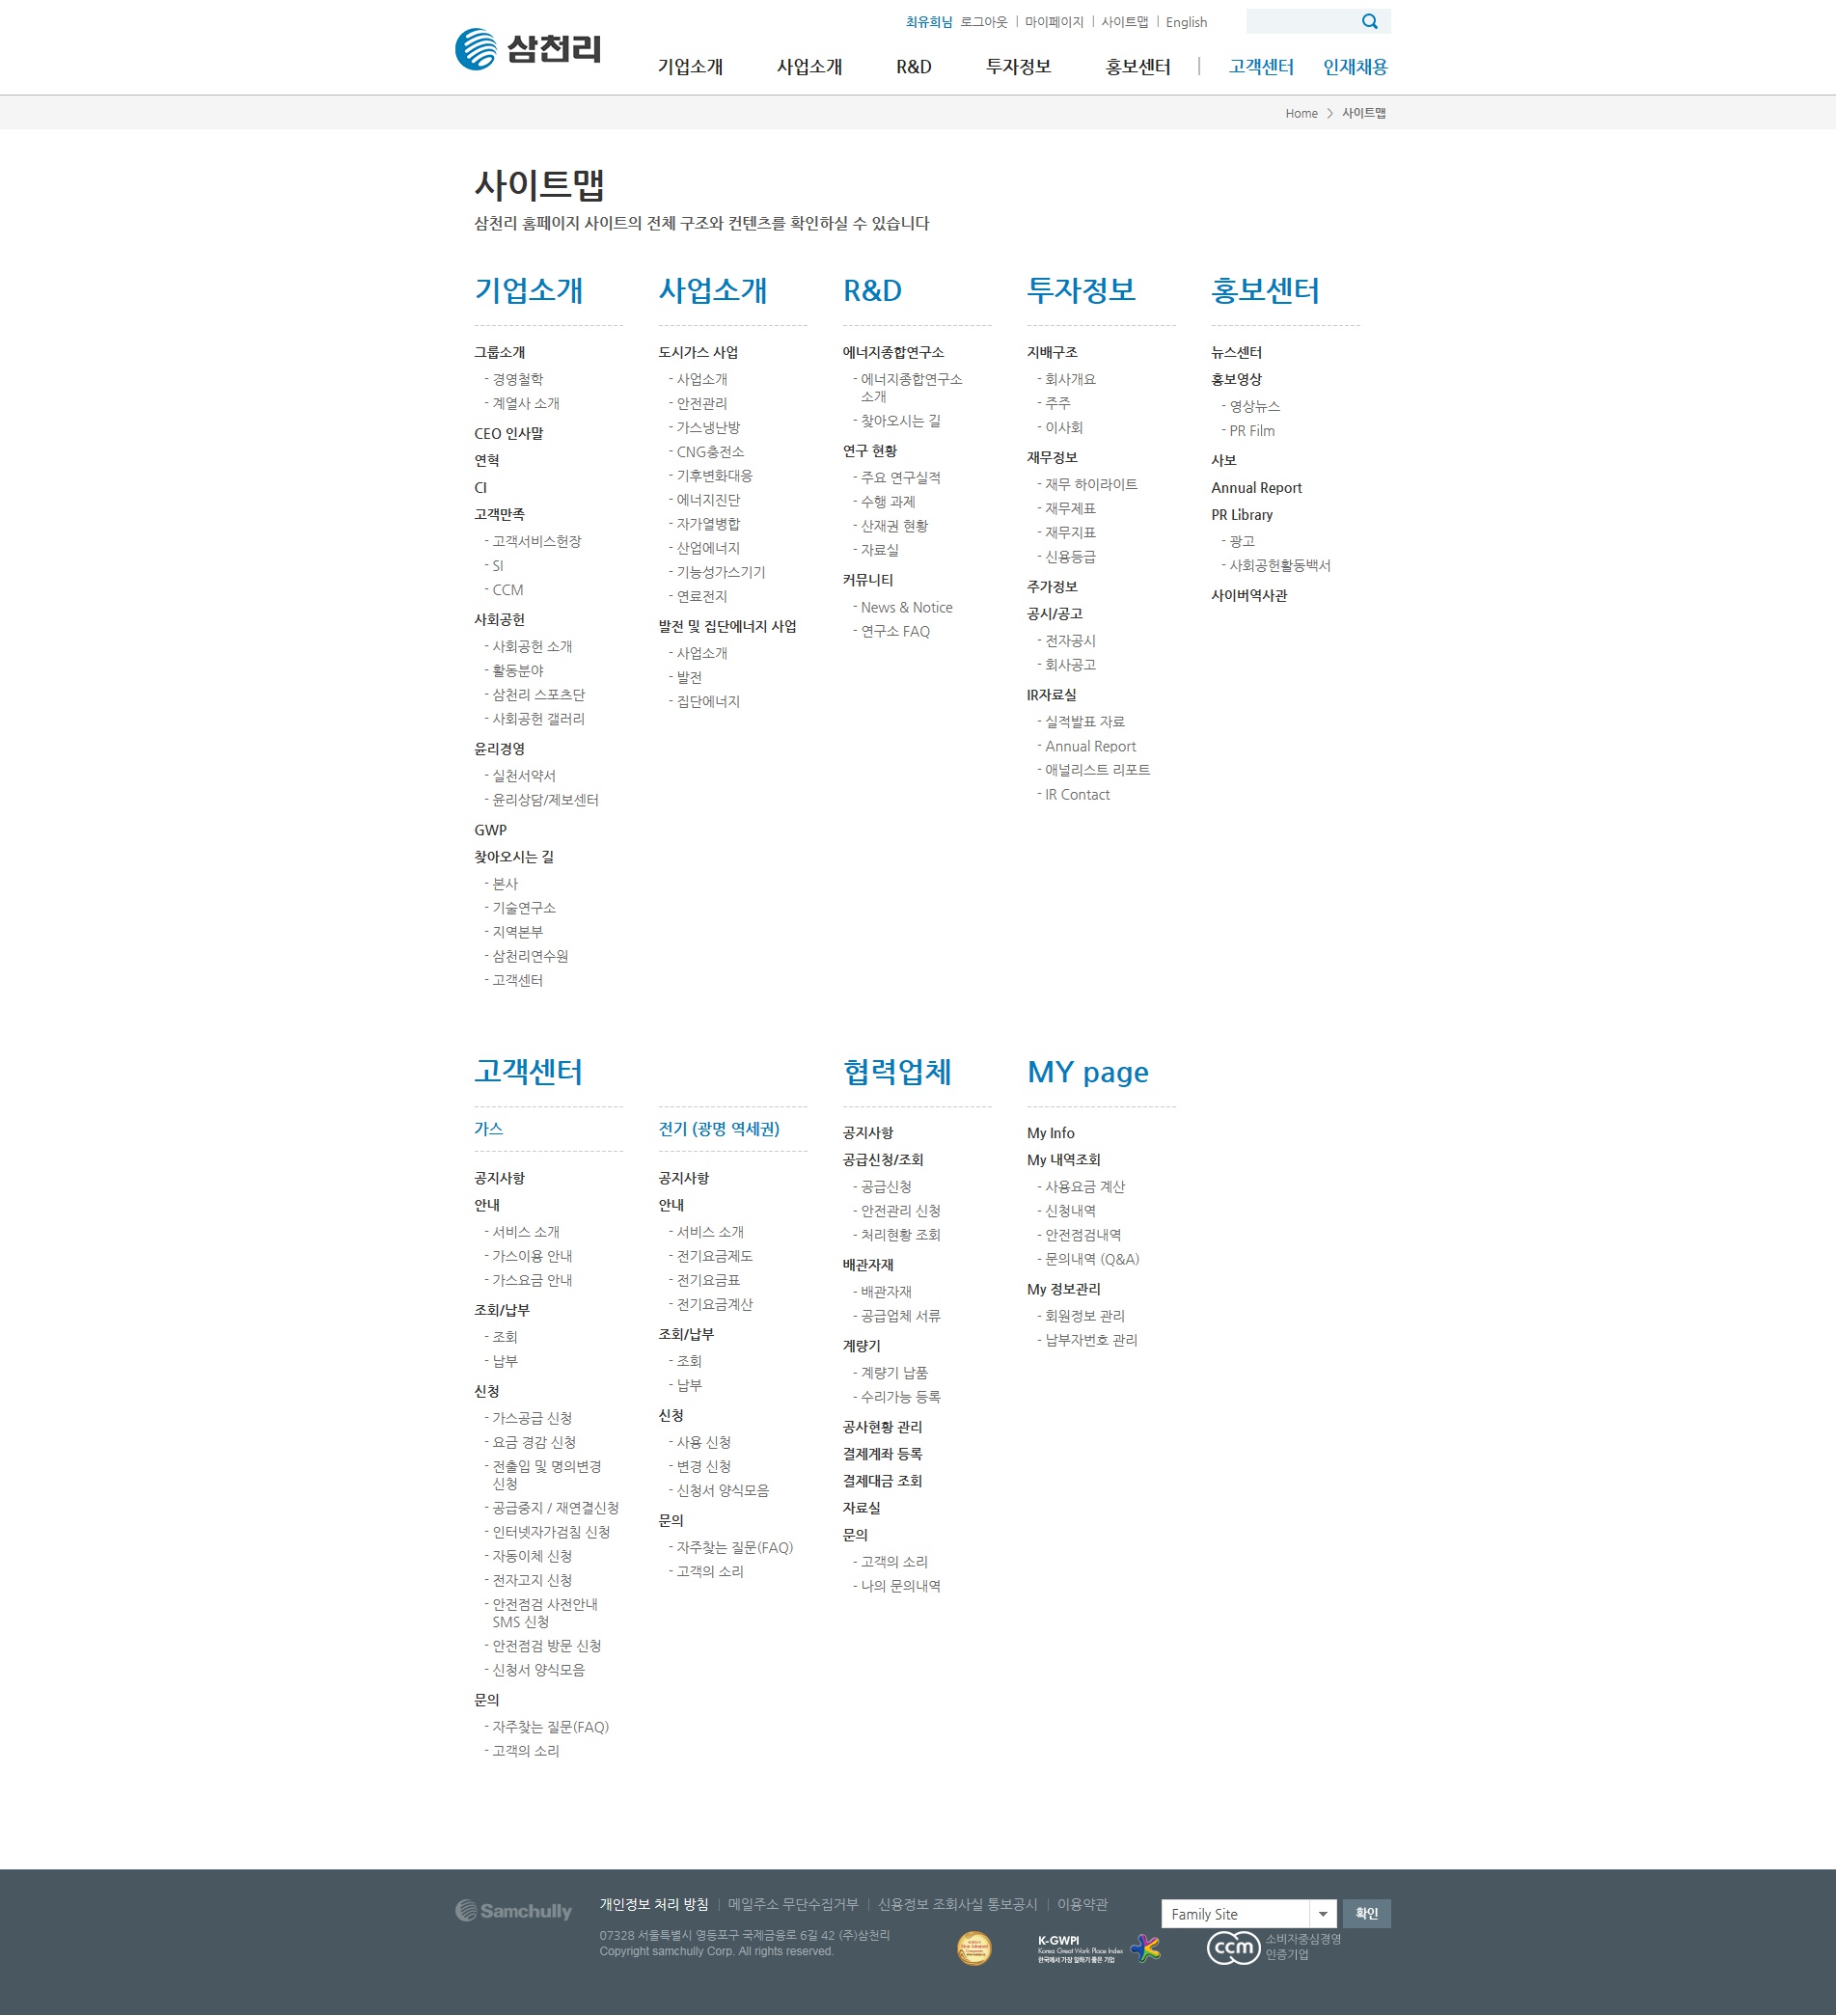 최유희님 로그아웃 마이페이지 사이트맵 English
삼천리
기업소개 사업소개 R&D 투자정보 홍보센터 고객센터 인재채용
Home > 사이트맵
사이트맵
삼천리 홈페이지 사이트의 전체 구조와 컨텐츠를 확인하실 수 있습니다
기업소개
그룹소개
- 경영철학
- 계열사 소개
CEO 인사말
연혁
CI
고객만족
- 고객서비스헌장
- SI
- CCM
사회공헌
- 사회공헌 소개
- 활동분야
- 삼천리 스포츠단
- 사회공헌 갤러리
윤리경영
- 실천서약서
- 윤리상담/제보센터
GWP
찾아오시는 길
- 본사
- 기술연구소
- 지역본부
- 삼천리연수원
- 고객센터
사업소개
도시가스 사업
- 사업소개
- 안전관리
- 가스냉난방
- CNG충전소
- 기후변화대응
- 에너지진단
- 자가열병합
- 산업에너지
- 기능성가스기기
- 연료전지
발전 및 집단에너지 사업
- 사업소개
- 발전
- 집단에너지
R&D
에너지종합연구소
- 에너지종합연구소
소개
- 찾아오시는 길
연구 현황
- 주요 연구실적
- 수행 과제
- 산재권 현황
- 자료실
커뮤니티
- News & Notice
- 연구소 FAQ
투자정보
지배구조
- 회사개요
- 주주
- 이사회
재무정보
- 재무 하이라이트
- 재무제표
- 재무지표
- 신용등급
주가정보
공시/공고
- 전자공시
- 회사공고
IR자료실
- 실적발표 자료
- Annual Report
- 애널리스트 리포트
- IR Contact
홍보센터
뉴스센터
홍보영상
- 영상뉴스
- PR Film
사보
Annual Report
PR Library
- 광고
- 사회공헌활동백서
사이버역사관
고객센터
가스
공지사항
안내
- 서비스 소개
- 가스이용 안내
- 가스요금 안내
조회/납부
- 조회
- 납부
신청
- 가스공급 신청
- 요금 경감 신청
- 전출입 및 명의변경
신청
- 공급중지 / 재연결신청
- 인터넷자가검침 신청
- 자동이체 신청
- 전자고지 신청
- 안전점검 사전안내
SMS 신청
- 안전점검 방문 신청
- 신청서 양식모음
문의
- 자주찾는 질문(FAQ)
- 고객의 소리
전기 (광명 역세권)
공지사항
안내
- 서비스 소개
- 전기요금제도
- 전기요금표
- 전기요금계산
조회/납부
- 조회
- 납부
신청
- 사용 신청
- 변경 신청
- 신청서 양식모음
문의
- 자주찾는 질문(FAQ)
- 고객의 소리
협력업체
공지사항
공급신청/조회
- 공급신청
- 안전관리 신청
- 처리현황 조회
배관자재
- 배관자재
- 공급업체 서류
계량기
- 계량기 납품
- 수리가능 등록
공사현황 관리
결제계좌 등록
결제대금 조회
자료실
문의
- 고객의 소리
- 나의 문의내역
MY page
My Info
My 내역조회
- 사용요금 계산
- 신청내역
- 안전점검내역
- 문의내역 (Q&A)
My 정보관리
- 회원정보 관리
- 납부자번호 관리
Samchully
개인정보 처리 방침 메일주소 무단수집거부 신용정보 조회사실 통보공시 이용약관
Family Site 확인
07328 서울특별시 영등포구 국제금융로 6길 42 (주)삼천리
Copyright samchully Corp. All rights reserved.
K-GWPI
Korea Great Work Place Index
한국에서 가장 일하기 좋은 기업
ccm
소비자중심경영
인증기업